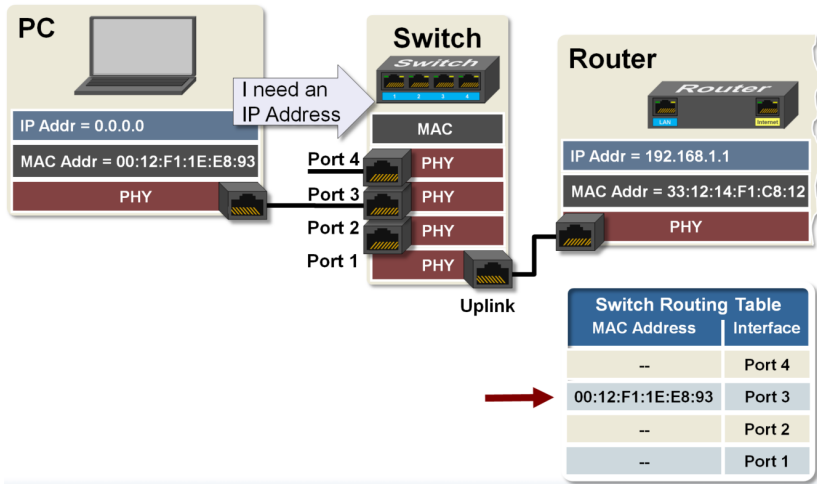 PC
IP Addr = 0.0.0.0
MAC Addr = 00:12:F1:1E:E8:93
PHY
I need an
IP Address
Switch
Switch
1 2 3 4
MAC
Port 4
PHY
Port 3
PHY
Port 2
PHY
Port 1
PHY
Uplink
Router
Router
LAN
Internet
IP Addr = 192.168.1.1
MAC Addr = 33:12:14:F1:C8:12
PHY
Switch Routing Table
MAC Address Interface
-- Port 4
00:12:F1:1E:E8:93 Port 3
-- Port 2
-- Port 1